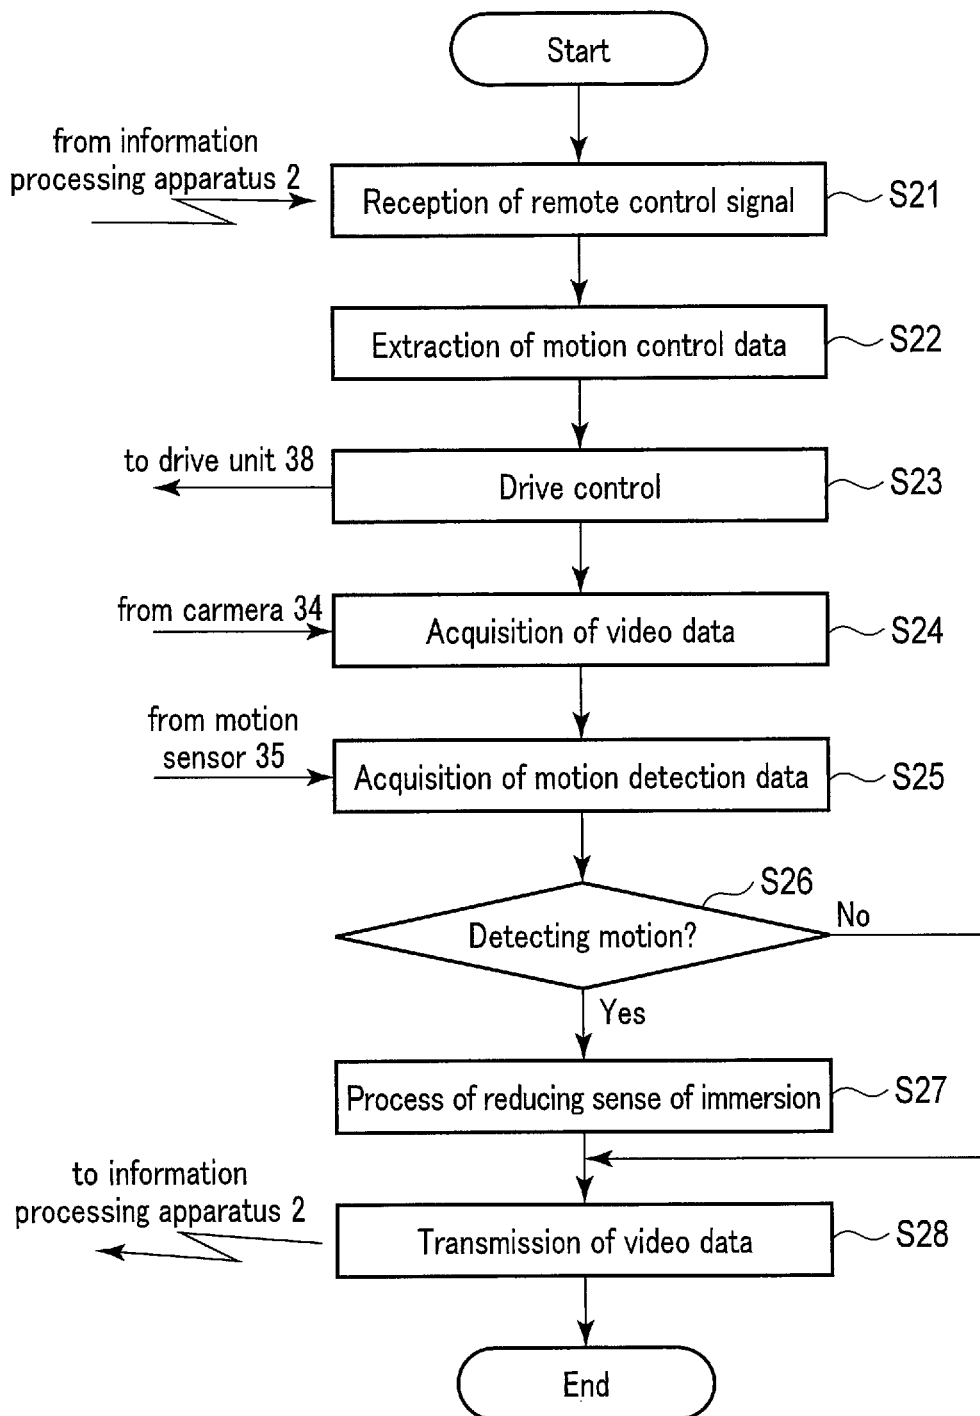 Start
from information
processing apparatus 2
Reception of remote control signal
S21
Extraction of motion control data
S22
to drive unit 38
Drive control
S23
from carmera 34
Acquisition of video data
S24
from motion
sensor 35
Acquisition of motion detection data
S25
S26
Detecting motion?
No
Yes
Process of reducing sense of immersion
S27
to information
processing apparatus 2
Transmission of video data
S28
End